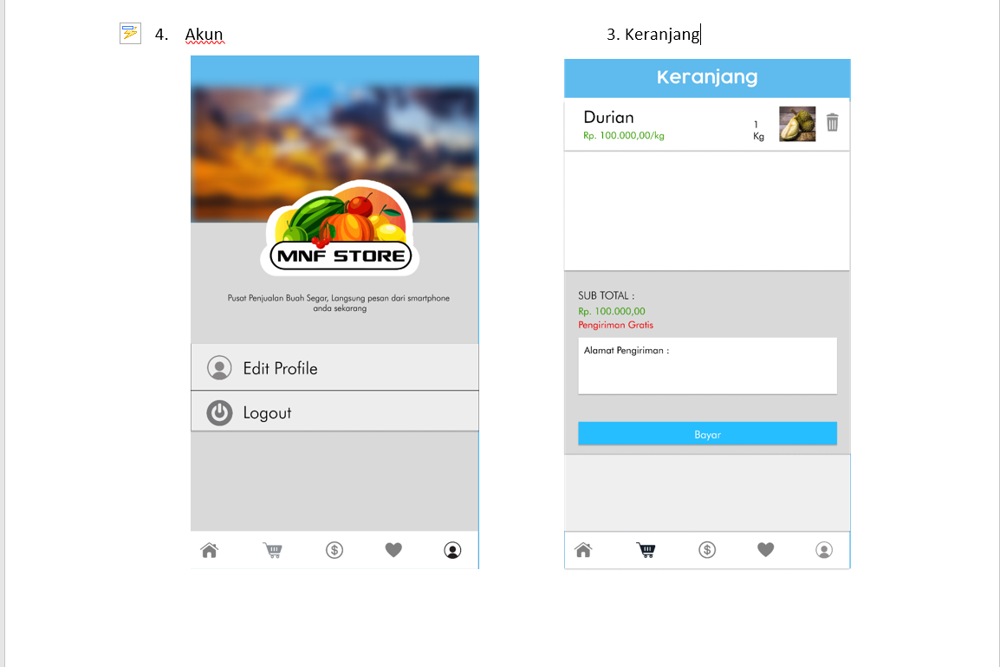 4. Akun
MNF STORE
Pusat Penjualan Buah Segar, Langsung pesan dari smartphone
anda sekarang
Edit Profile
Logout
3. Keranjang
Keranjang
Durian
Rp. 100.000,00/kg
1
Kg
SUB TOTAL :
Rp. 100.000,00
Pengiriman Gratis
Alamat Pengiriman :
Bayar